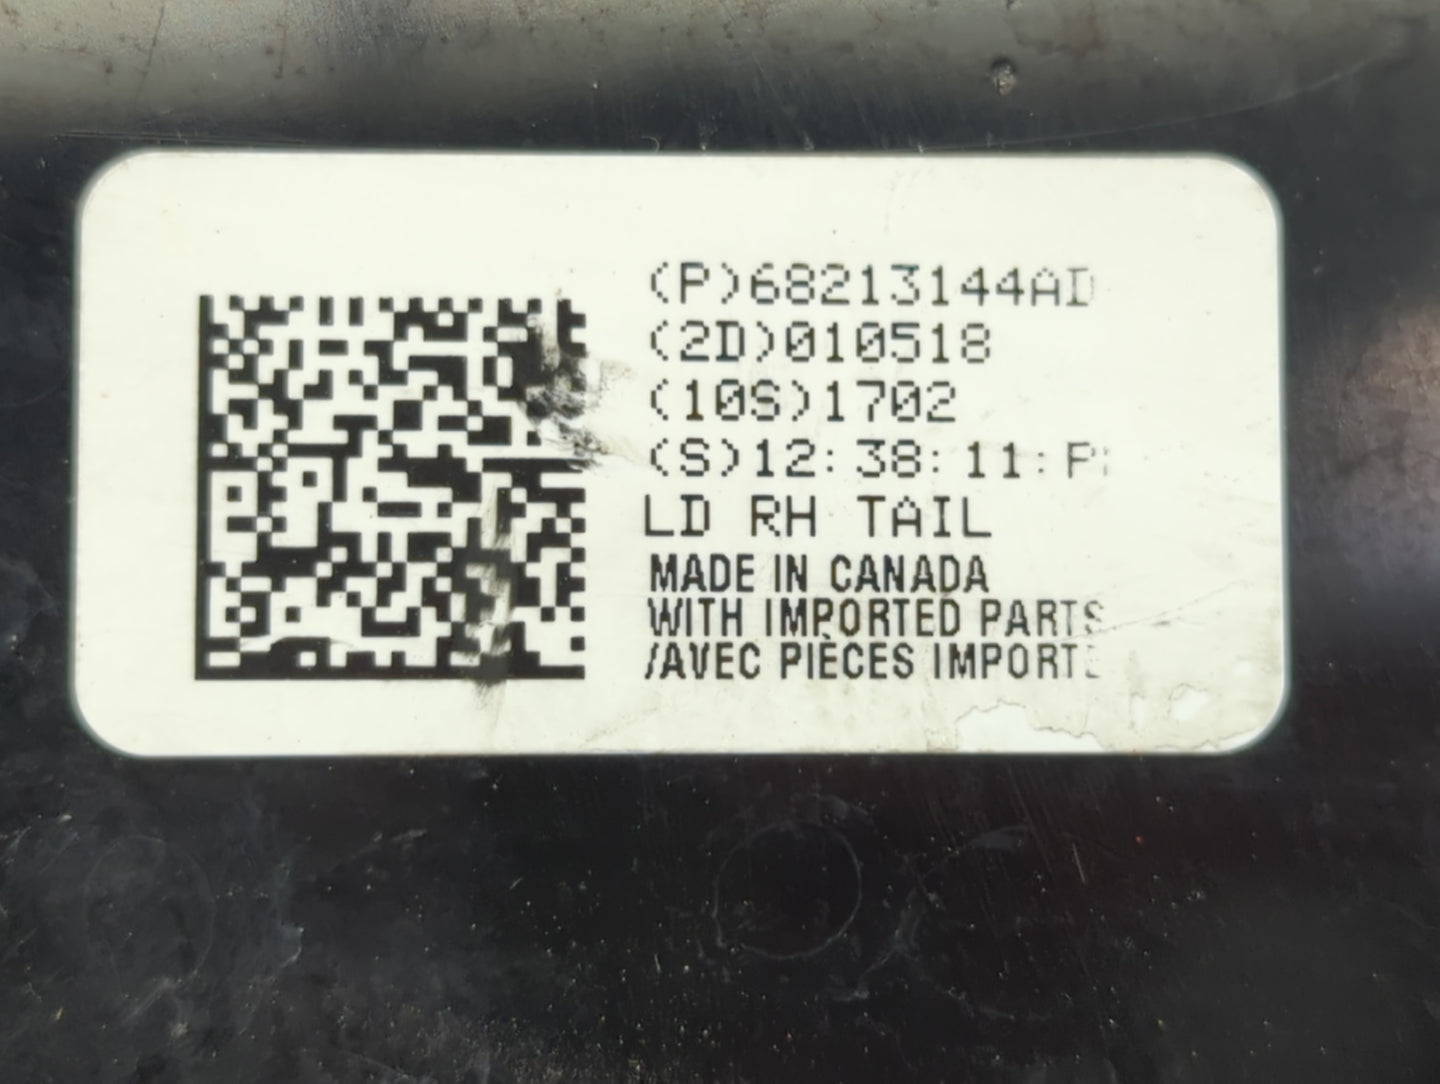 (P)68213144AD
(2D)010518
(10S)1702
(S)12:38:11:P
LD RH TAIL
MADE IN CANADA
WITH IMPORTED PARTS
/AVEC PIÈCES IMPORTE